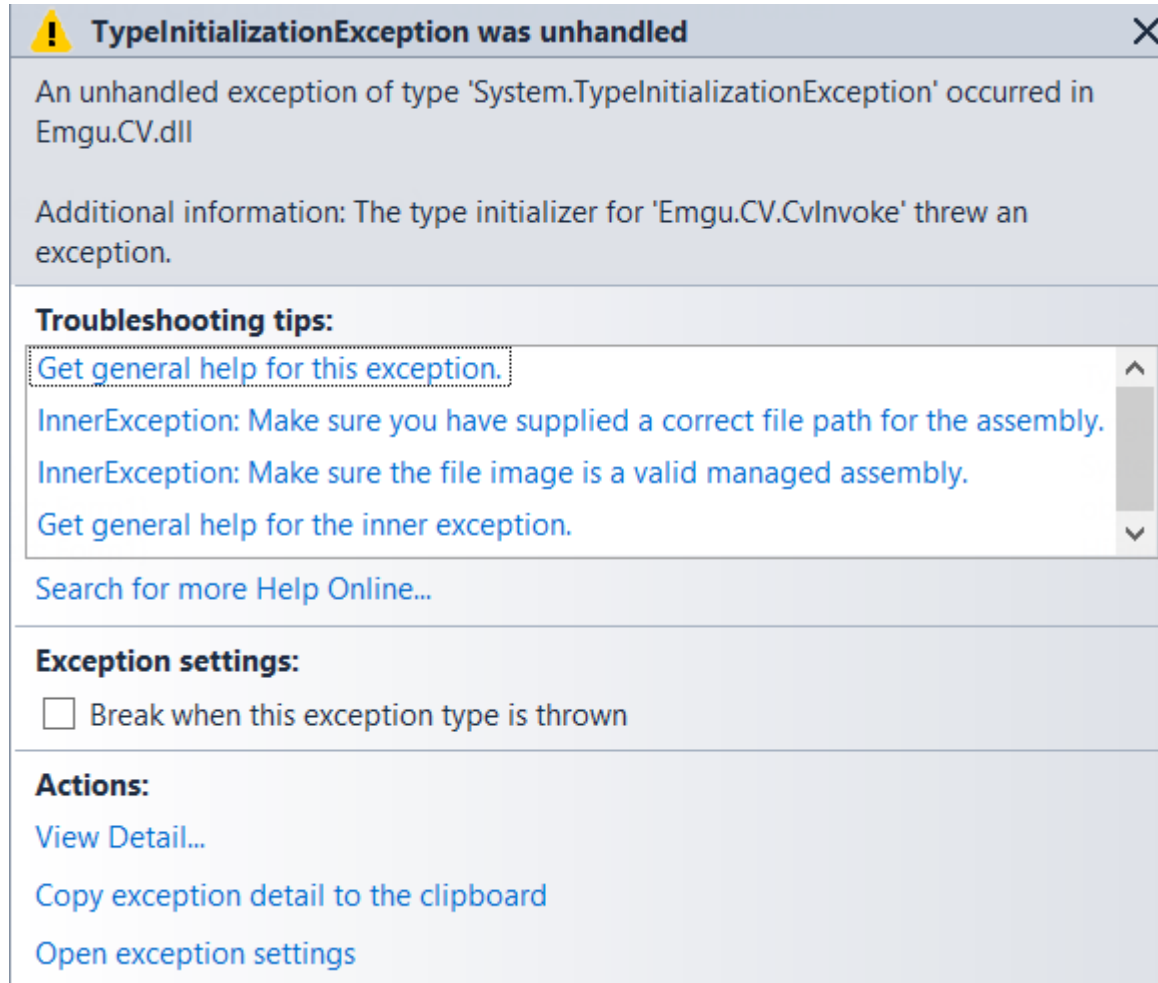 TypeInitializationException was unhandled
An unhandled exception of type 'System.TypeInitializationException' occurred in
Emgu.CV.dll
Additional information: The type initializer for 'Emgu.CV.CvInvoke' threw an
exception.
Troubleshooting tips:
Get general help for this exception.
InnerException: Make sure you have supplied a correct file path for the assembly.
InnerException: Make sure the file image is a valid managed assembly.
Get general help for the inner exception.
Search for more Help Online...
Exception settings:
Break when this exception type is thrown
Actions:
View Detail...
Copy exception detail to the clipboard
Open exception settings